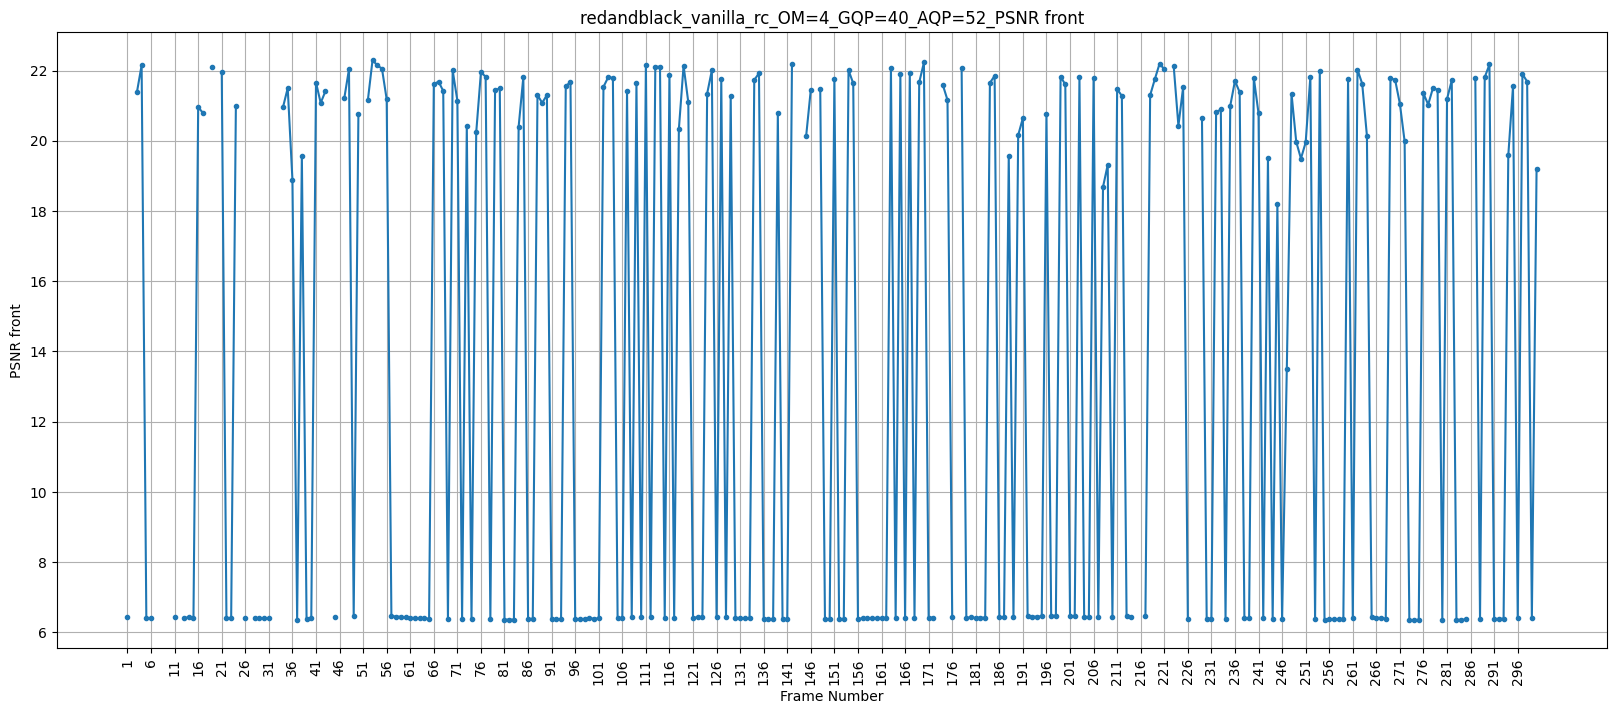 redandblack_vanilla_rc_OM=4_GQP=40_AQP=52_PSNR front
PSNR front
22
20
18
16
14
12
10
8
6
1 6 11 16 21 26 31 36 41 46 51 56 61 66 71 76 81 86 91 96 101 106 111 116 121 126 131 136 141 146 151 156 161 166 171 176 181 186 191 196 201 206 211 216 221 226 231 236 241 246 251 256 261 266 271 276 281 286 291 296
Frame Number